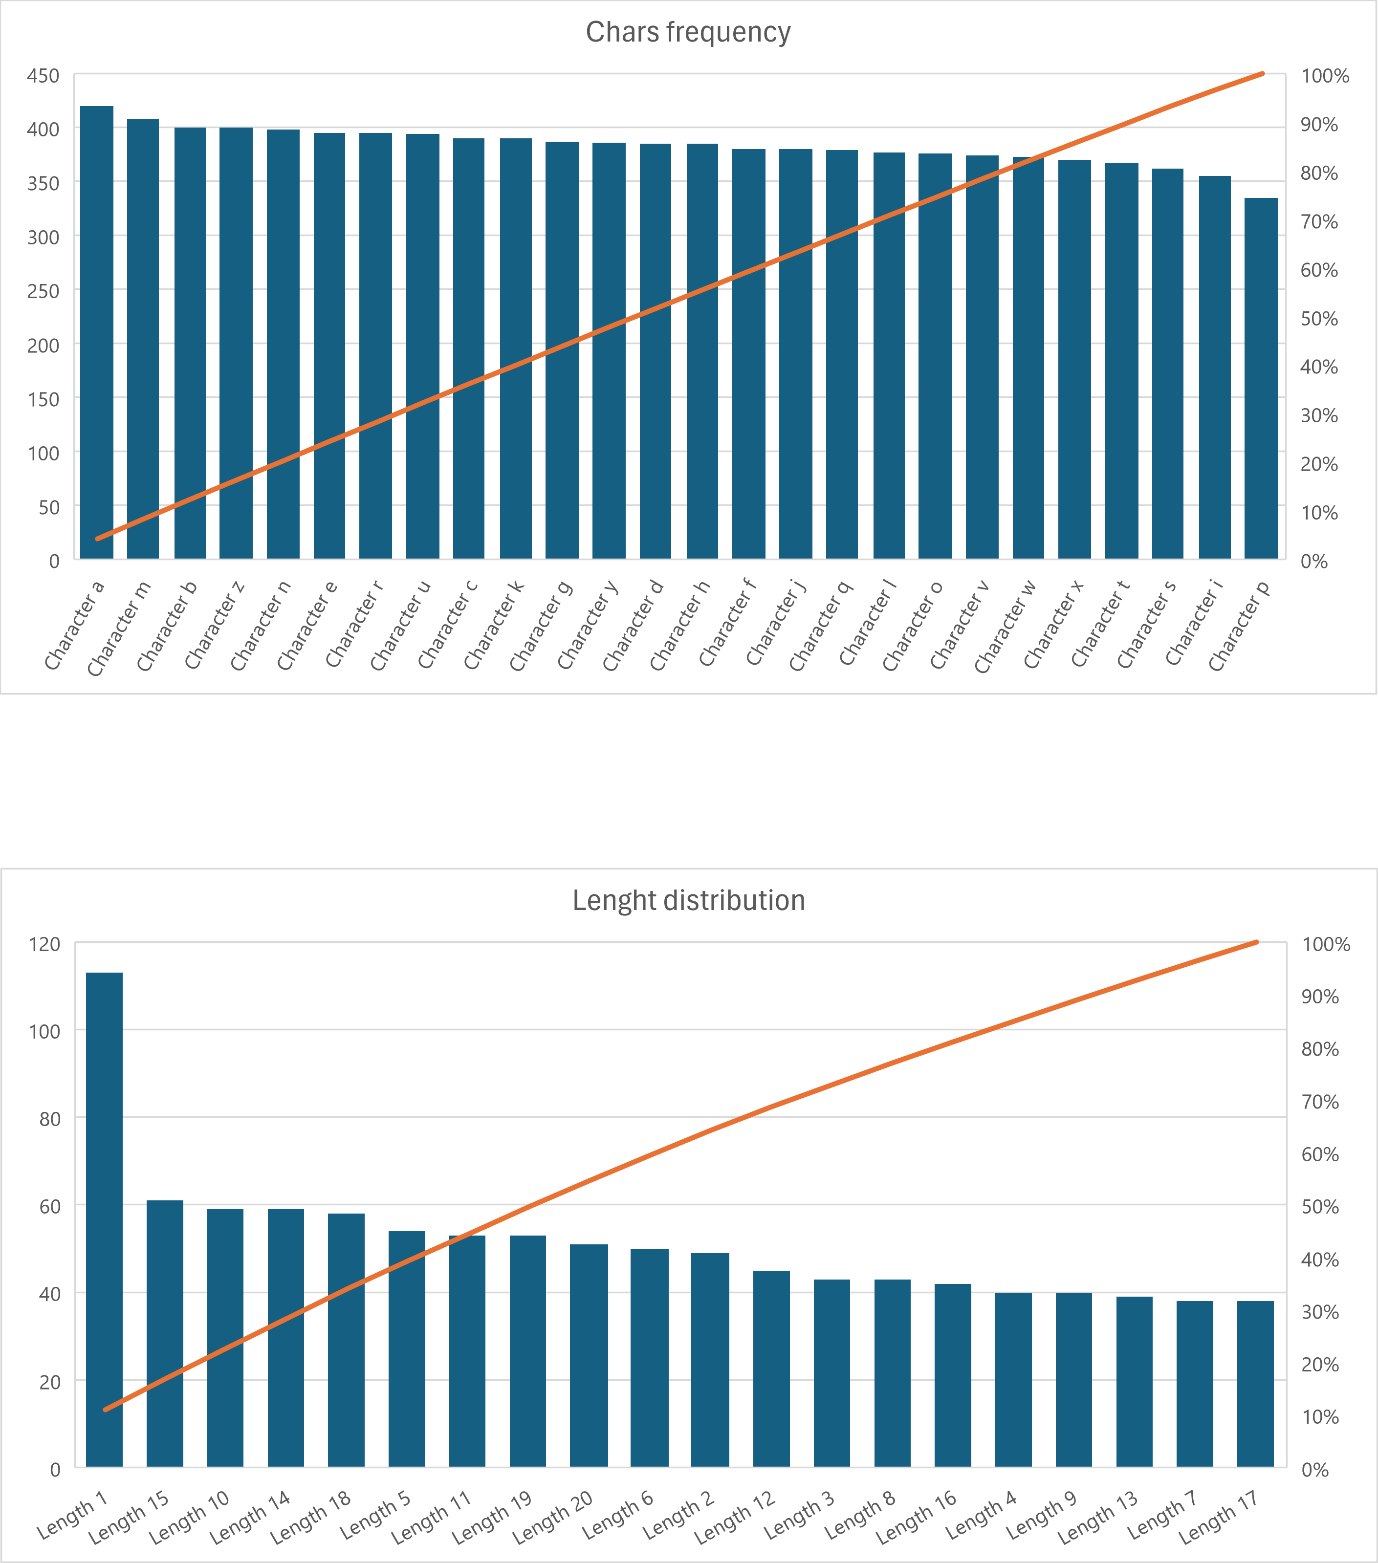 Chars frequency
450
400
350
300
250
200
150
100
50
0
100%
90%
80%
70%
60%
50%
40%
30%
20%
10%
0%
Character a
Character m
Character b
Character z
Character n
Character e
Character r
Character u
Character c
Character k
Character g
Character y
Character d
Character h
Character f
Character j
Character q
Character l
Character o
Character v
Character w
Character x
Character t
Character s
Character i
Character p
Lenght distribution
120
100
80
60
40
20
0
100%
90%
80%
70%
60%
50%
40%
30%
20%
10%
0%
Length 1
Length 15
Length 10
Length 14
Length 18
Length 5
Length 11
Length 19
Length 20
Length 6
Length 2
Length 12
Length 3
Length 8
Length 16
Length 4
Length 9
Length 13
Length 7
Length 17